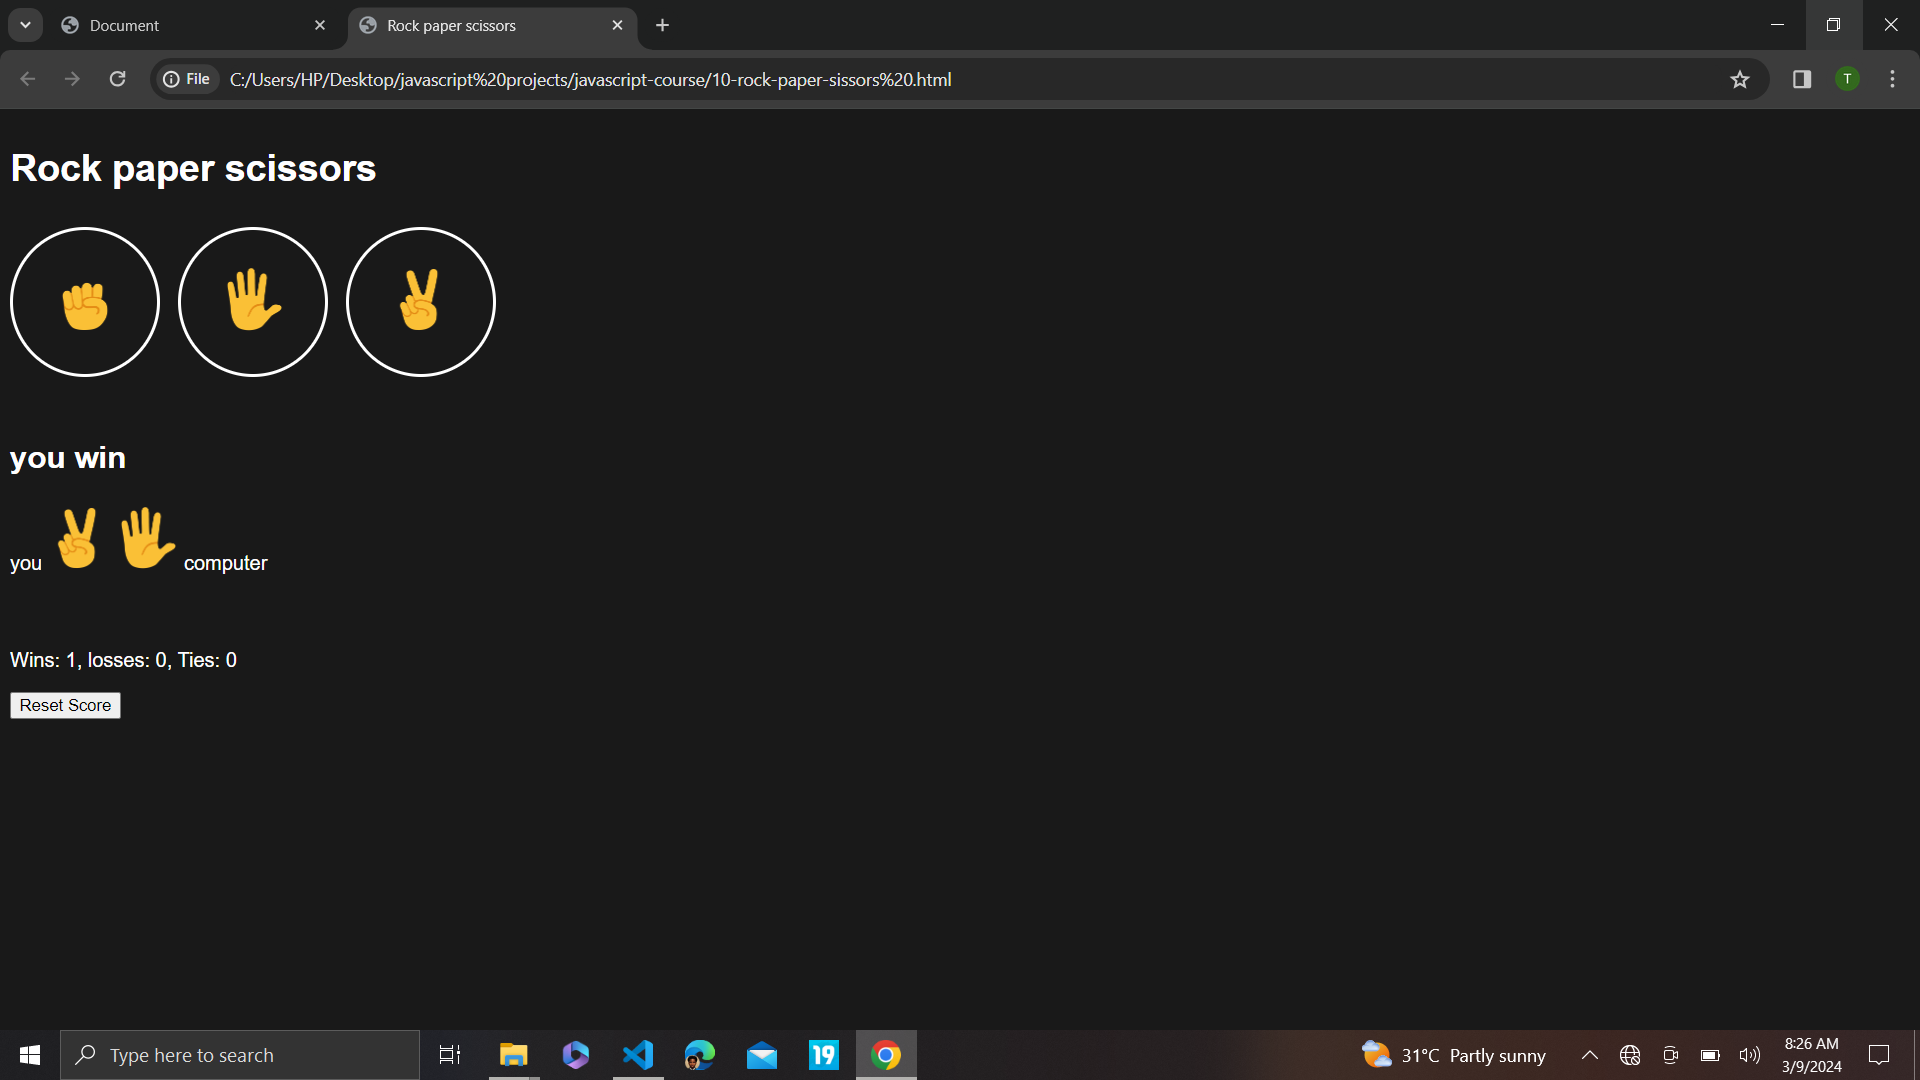 Document
Rock paper scissors
File
C:/Users/HP/Desktop/javascript%20projects/javascript-course/10-rock-paper-sissors%20.html
T
Rock paper scissors
you win
you computer
Wins: 1, losses: 0, Ties: 0
Reset Score
Type here to search
19
31°C Partly sunny
8:26 AM
3/9/2024